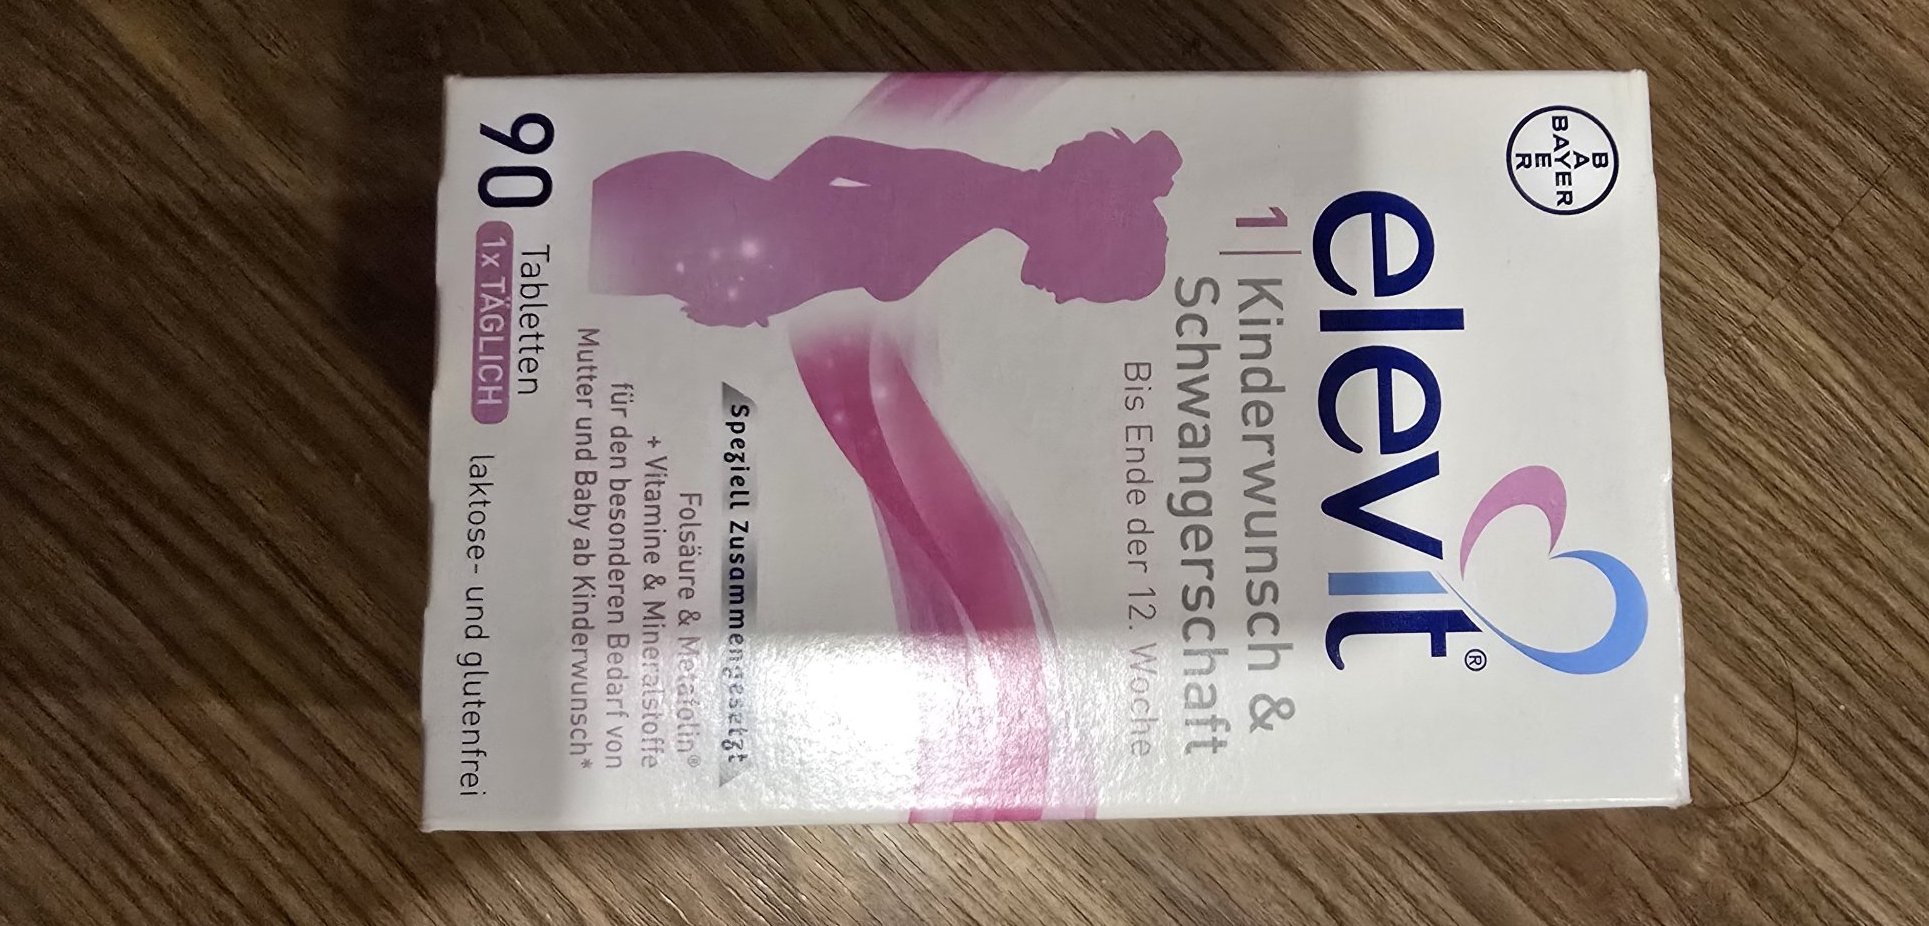 BAYER
BAYER
elevit®
1 | Kinderwunsch &
Schwangerschaft
Bis Ende der 12. Woche
Speziell Zusammengesetzt
Folsäure & Metafolin®
+ Vitamine & Mineralstoffe
für den besonderen Bedarf von
Mutter und Baby ab Kinderwunsch*
90 Tabletten
1x TÄGLICH
laktose- und glutenfrei